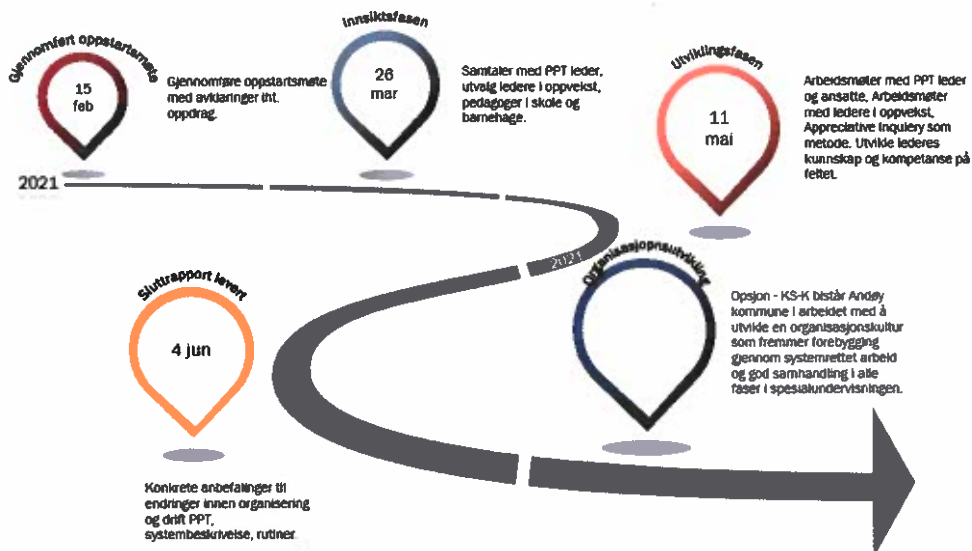 Gjennomført oppstartsmøte
15
feb
Gjennomføre oppstartsmøte
med avklaringer iht.
oppdrag.
Innsiktsfasen
26
mar
Samtaler med PPT leder,
utvalg ledere i oppvekst,
pedagoger i skole og
barnehage.
Utviklingsfasen
11
mai
Arbeidsmøter med PPT leder
og ansatte, Arbeidsmøter
med ledere i oppvekst,
Appreciative Inquiery som
metode. Utvikle lederes
kunnskap og kompetanse på
feltet.
2021
2021
Sluttrapport levert
4 jun
Konkrete anbefalinger til
endringer innen organisering
og drift PPT,
systembeskrivelse, rutiner
Organisasjopnsutvikling
Opsjon - KS-K bistår Andøy
kommune i arbeidet med å
utvikle en organisasjonskultur
som fremmer forebygging
gjennom systemrettet arbeid
og god samhandling i alle
faser i spesialundervisningen.